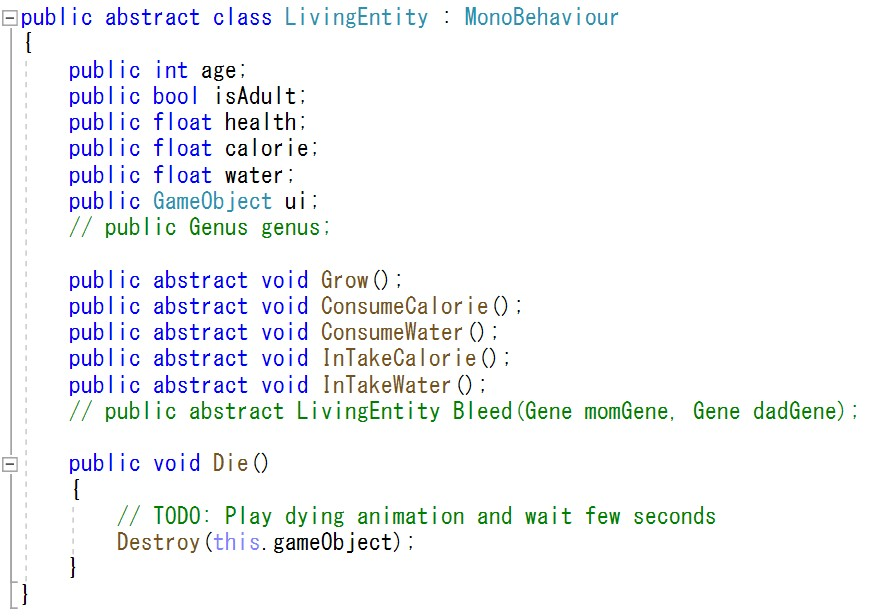 public abstract class LivingEntity : MonoBehaviour
{
public int age;
public bool isAdult;
public float health;
public float calorie;
public float water;
public GameObject ui;
// public Genus genus;
public abstract void Grow();
public abstract void ConsumeCalorie();
public abstract void ConsumeWater();
public abstract void InTakeCalorie();
public abstract void InTakeWater();
// public abstract LivingEntity Bleed(Gene momGene, Gene dadGene);
public void Die()
{
// TODO: Play dying animation and wait few seconds
Destroy(this.gameObject);
}
}